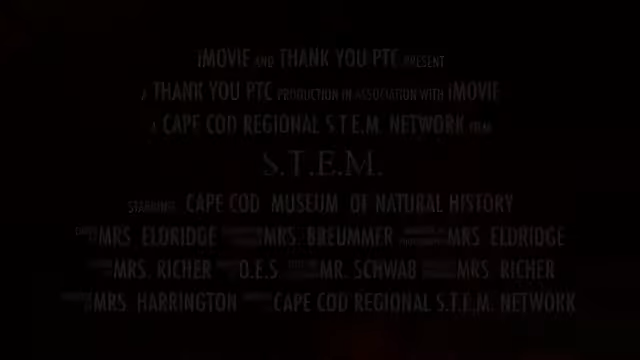 iMOVIE AND THANK YOU PTC PRESENT
A THANK YOU PTC PRODUCTION IN ASSOCIATION WITH iMOVIE
A CAPE COD REGIONAL S.T.E.M. NETWORK FILM
S.T.E.M.
STARRING CAPE COD MUSEUM OF NATURAL HISTORY
MRS ELDRIDGE MRS. BREUMMER MRS ELDRIDGE
MRS. RICHER O.E.S MR. SCHWAB MRS. RICHER
MRS. HARRINGTON CAPE COD REGIONAL S.T.E.M. NETWORK